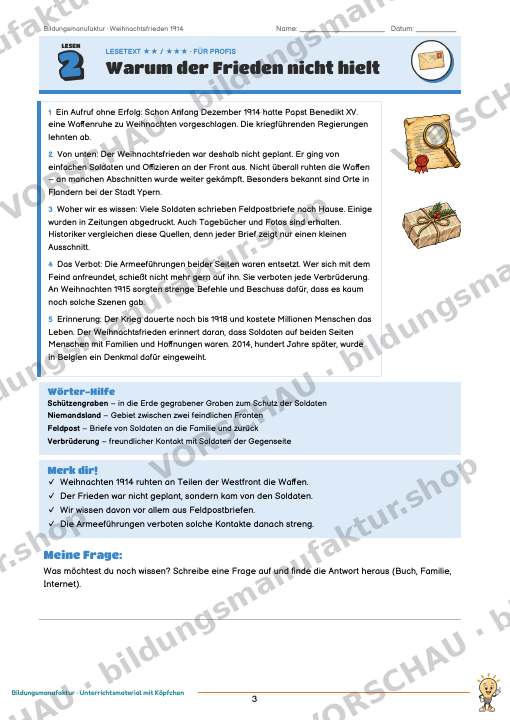 Bildungsmanufaktur · Weihnachtsfrieden 1914
Name: ____________________ Datum: __________
LESEN
2
LESETEXT ★★ / ★★★ · FÜR PROFIS
Warum der Frieden nicht hielt
1 Ein Aufruf ohne Erfolg: Schon Anfang Dezember 1914 hatte Papst Benedikt XV.
eine Waffenruhe zu Weihnachten vorgeschlagen. Die kriegführenden Regierungen
lehnten ab.
2 Von unten: Der Weihnachtsfrieden war deshalb nicht geplant. Er ging von
einfachen Soldaten und Offizieren an der Front aus. Nicht überall ruhten die Waffen
– an manchen Abschnitten wurde weiter gekämpft. Besonders bekannt sind Orte in
Flandern bei der Stadt Ypern.
3 Woher wir es wissen: Viele Soldaten schrieben Feldpostbriefe nach Hause. Einige
wurden in Zeitungen abgedruckt. Auch Tagebücher und Fotos sind erhalten.
Historiker vergleichen diese Quellen, denn jeder Brief zeigt nur einen kleinen
Ausschnitt.
4 Das Verbot: Die Armeeführungen beider Seiten waren entsetzt. Wer sich mit dem
Feind anfreundet, schießt nicht mehr gern auf ihn. Sie verboten jede Verbrüderung.
An Weihnachten 1915 sorgten strenge Befehle und Beschuss dafür, dass es kaum
noch solche Szenen gab.
5 Erinnerung: Der Krieg dauerte noch bis 1918 und kostete Millionen Menschen das
Leben. Der Weihnachtsfrieden erinnert daran, dass Soldaten auf beiden Seiten
Menschen mit Familien und Hoffnungen waren. 2014, hundert Jahre später, wurde
in Belgien ein Denkmal dafür eingeweiht.
Wörter-Hilfe
Schützengraben – in die Erde gegrabener Graben zum Schutz der Soldaten
Niemandsland – Gebiet zwischen zwei feindlichen Fronten
Feldpost – Briefe von Soldaten an die Familie und zurück
Verbrüderung – freundlicher Kontakt mit Soldaten der Gegenseite
Merk dir!
✓ Weihnachten 1914 ruhten an Teilen der Westfront die Waffen.
✓ Der Frieden war nicht geplant, sondern kam von den Soldaten.
✓ Wir wissen davon vor allem aus Feldpostbriefen.
✓ Die Armeeführungen verboten solche Kontakte danach streng.
Meine Frage:
Was möchtest du noch wissen? Schreibe eine Frage auf und finde die Antwort heraus (Buch, Familie,
Internet).
Bildungsmanufaktur · Unterrichtsmaterial mit Köpfchen
3
VORSCHAU · bildungsmanufaktur.shop
VORSCHAU · bildungsmanufaktur.shop
VORSCHAU · bildungsmanufaktur.shop